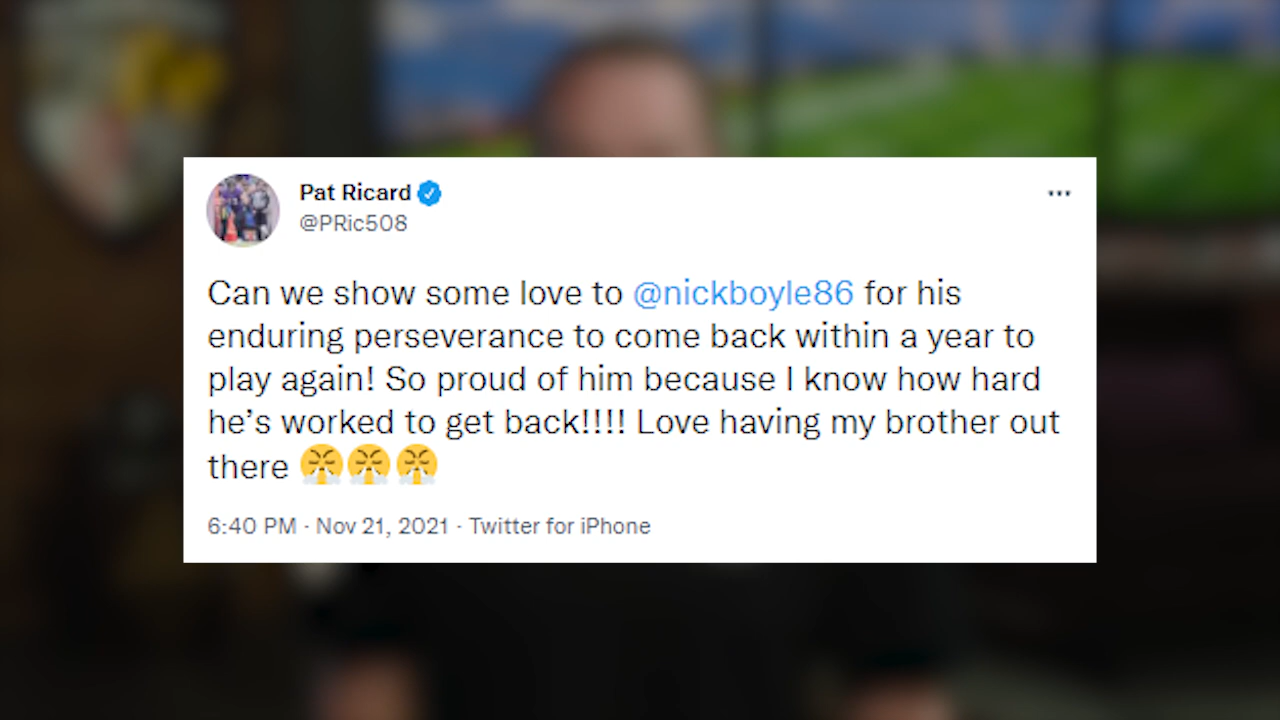 Pat Ricard
@PRic508
Can we show some love to @nickboyle86 for his
enduring perseverance to come back within a year to
play again! So proud of him because I know how hard
he’s worked to get back!!!! Love having my brother out
there 😤😤😤
6:40 PM · Nov 21, 2021 · Twitter for iPhone